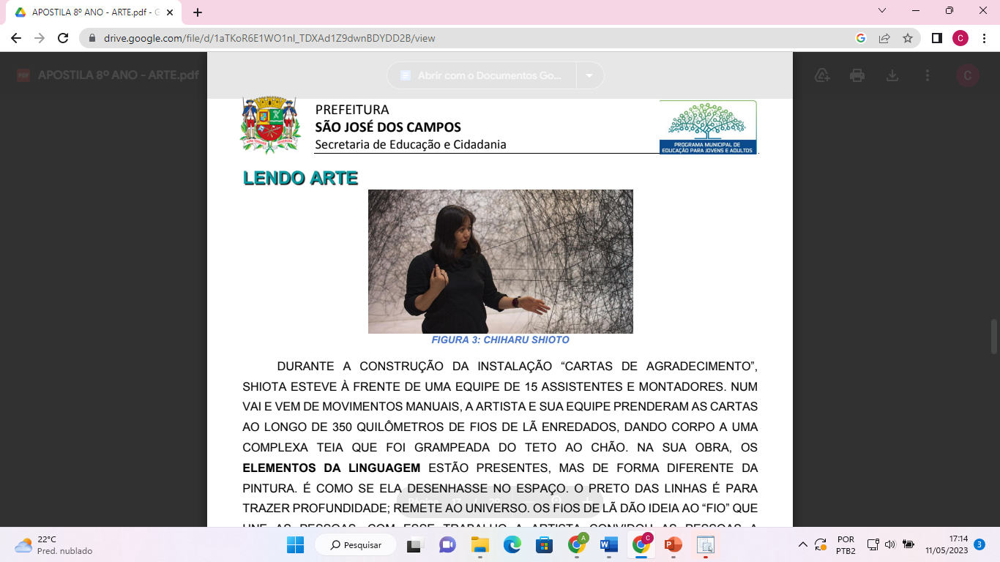 APOSTILA 8º ANO - ARTE.pdf - G
drive.google.com/file/d/1aTKoR6E1WO1nl_TDXAd1Z9dwnBDYDD2B/view
C
PDF APOSTILA 8º ANO - ARTE.pdf
Abrir com o Documentos Go...
C
PREFEITURA
SÃO JOSÉ DOS CAMPOS
Secretaria de Educação e Cidadania
PROGRAMA MUNICIPAL DE
EDUCAÇÃO PARA JOVENS E ADULTOS
LENDO ARTE
FIGURA 3: CHIHARU SHIOTO
DURANTE A CONSTRUÇÃO DA INSTALAÇÃO “CARTAS DE AGRADECIMENTO”,
SHIOTA ESTEVE À FRENTE DE UMA EQUIPE DE 15 ASSISTENTES E MONTADORES. NUM
VAI E VEM DE MOVIMENTOS MANUAIS, A ARTISTA E SUA EQUIPE PRENDERAM AS CARTAS
AO LONGO DE 350 QUILÔMETROS DE FIOS DE LÃ ENREDADOS, DANDO CORPO A UMA
COMPLEXA TEIA QUE FOI GRAMPEADA DO TETO AO CHÃO. NA SUA OBRA, OS
ELEMENTOS DA LINGUAGEM ESTÃO PRESENTES, MAS DE FORMA DIFERENTE DA
PINTURA. É COMO SE ELA DESENHASSE NO ESPAÇO. O PRETO DAS LINHAS É PARA
Página 17 / 29
TRAZER PROFUNDIDADE; REMETE AO UNIVERSO. OS FIOS DE LÃ DÃO IDEIA AO “FIO” QUE
UNE AS PESSOAS. COM ESSE TRABALHO A ARTISTA CONVIDOU AS PESSOAS A
22°C
Pred. nublado
Pesquisar
A
C
POR
PTB2
17:14
11/05/2023
3